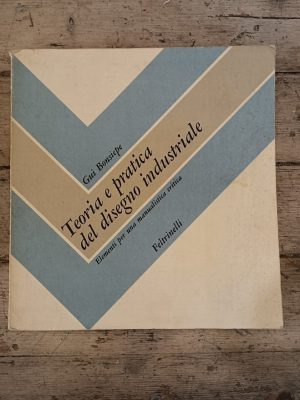 Gui Bonsiepe
Teoria e pratica
del disegno industriale
Elementi per una manualistica critica
Feltrinelli